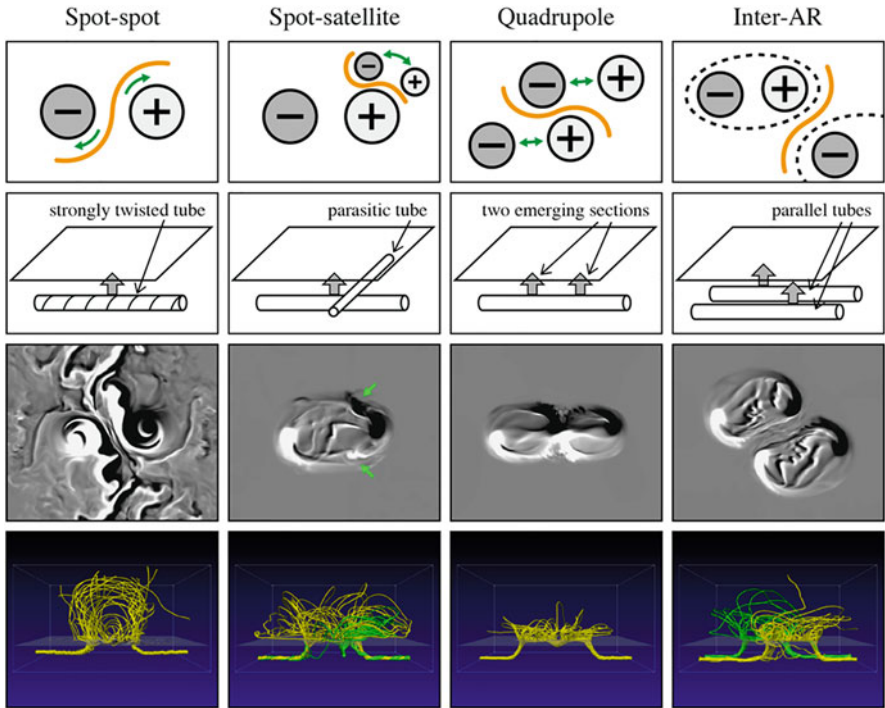 Spot-spot
Spot-satellite
Quadrupole
Inter-AR
strongly twisted tube
parasitic tube
two emerging sections
parallel tubes